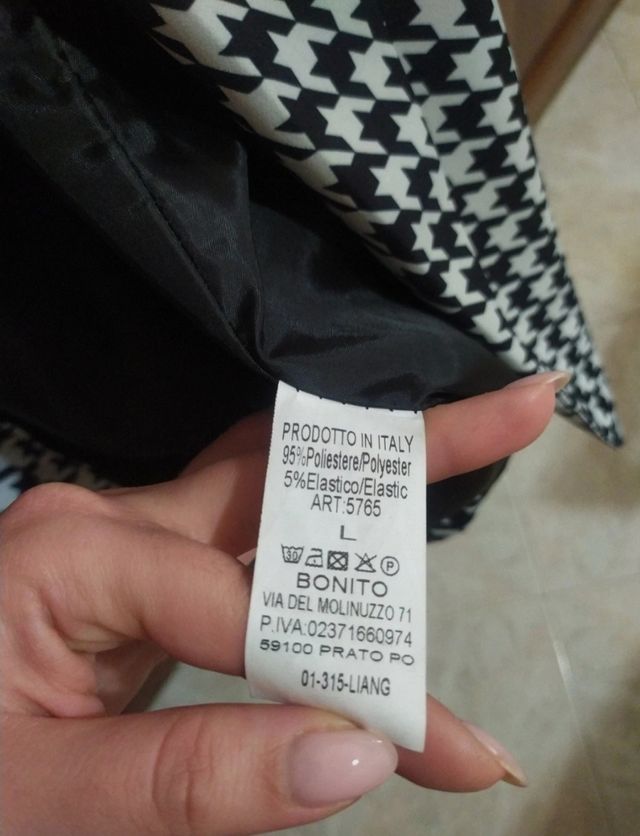 PRODOTTO IN ITALY
95%Poliestere/Polyester
5%Elastico/Elastic
ART:5765
L
30 P
BONITO
VIA DEL MOLINUZZO 71
P.IVA:02371660974
59100 PRATO PO
01-315-LIANG